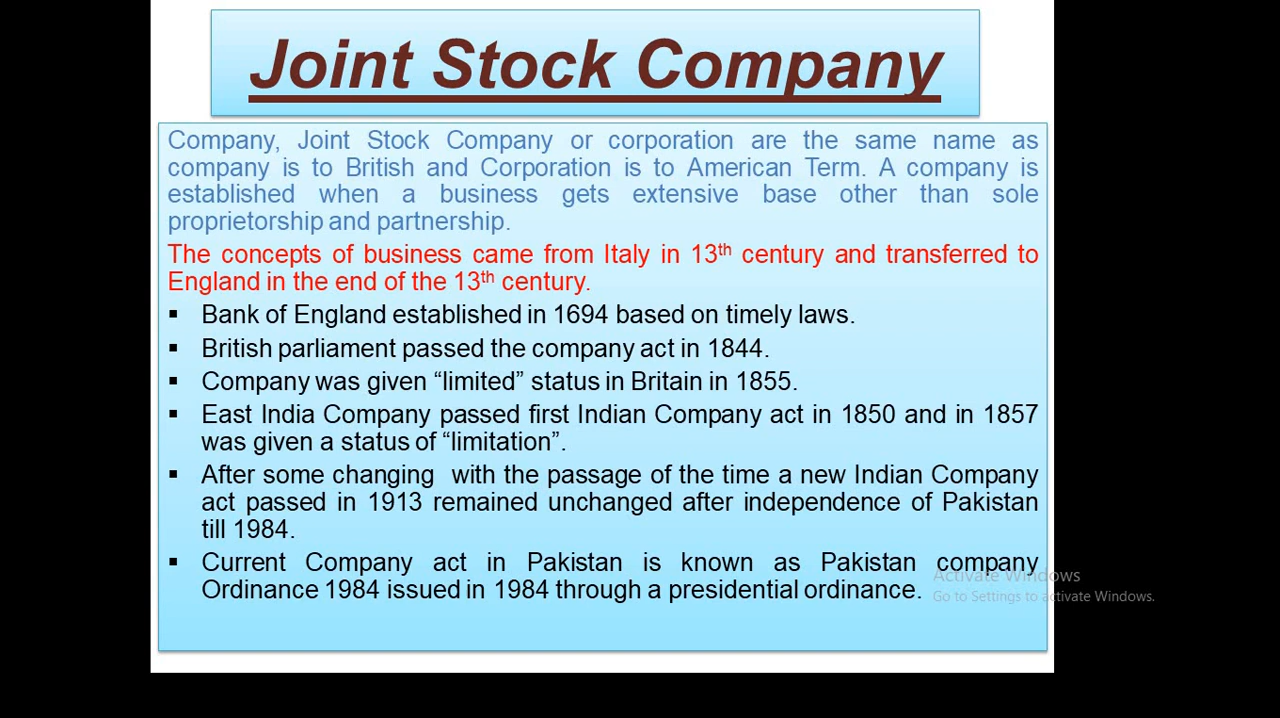 Joint Stock Company
Company, Joint Stock Company or corporation are the same name as
company is to British and Corporation is to American Term. A company is
established when a business gets extensive base other than sole
proprietorship and partnership.
The concepts of business came from Italy in 13th century and transferred to
England in the end of the 13th century.
▪ Bank of England established in 1694 based on timely laws.
▪ British parliament passed the company act in 1844.
▪ Company was given “limited” status in Britain in 1855.
▪ East India Company passed first Indian Company act in 1850 and in 1857
was given a status of “limitation”.
▪ After some changing with the passage of the time a new Indian Company
act passed in 1913 remained unchanged after independence of Pakistan
till 1984.
▪ Current Company act in Pakistan is known as Pakistan company
Ordinance 1984 issued in 1984 through a presidential ordinance.
Activate Windows
Go to Settings to activate Windows.